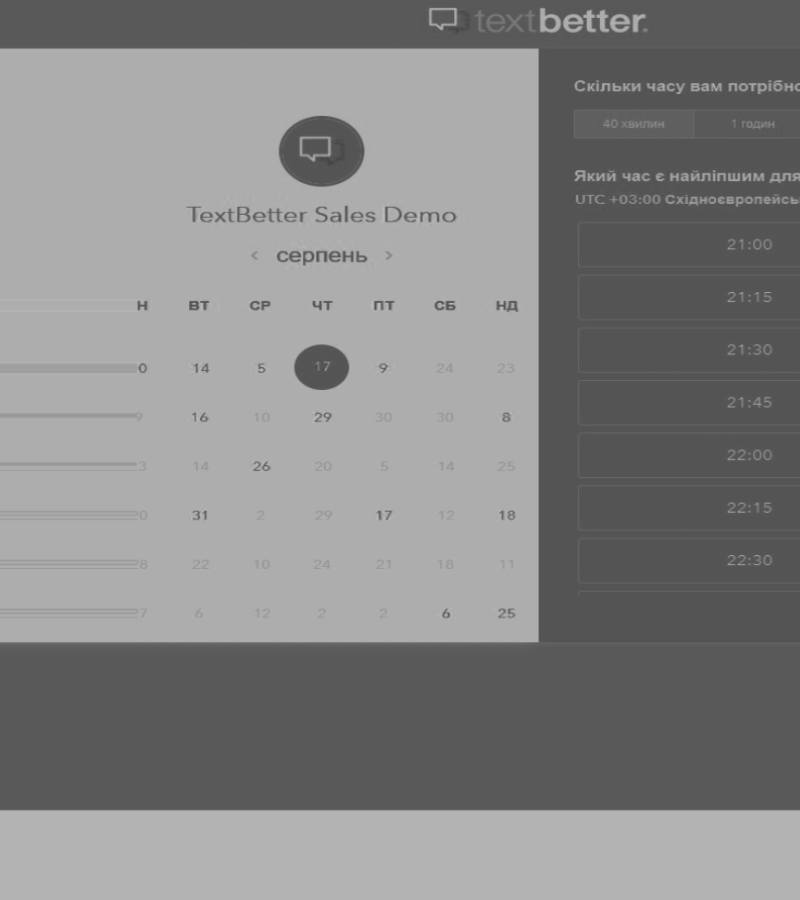 textbetter.
TextBetter Sales Demo
серпень
Н ВТ СР ЧТ ПТ СБ НД
0 14 5 17 9 24 23
7 16 10 29 30 30 8
3 14 26 20 5 14 25
0 31 2 29 17 12 18
8 22 10 24 21 18 11
7 6 12 2 2 6 25
Скільки часу вам потрібно
40 хвилин 1 годин
Який час є найліпшим для
UTC +03:00 Східноєвропейсь
21:00
21:15
21:30
21:45
22:00
22:15
22:30